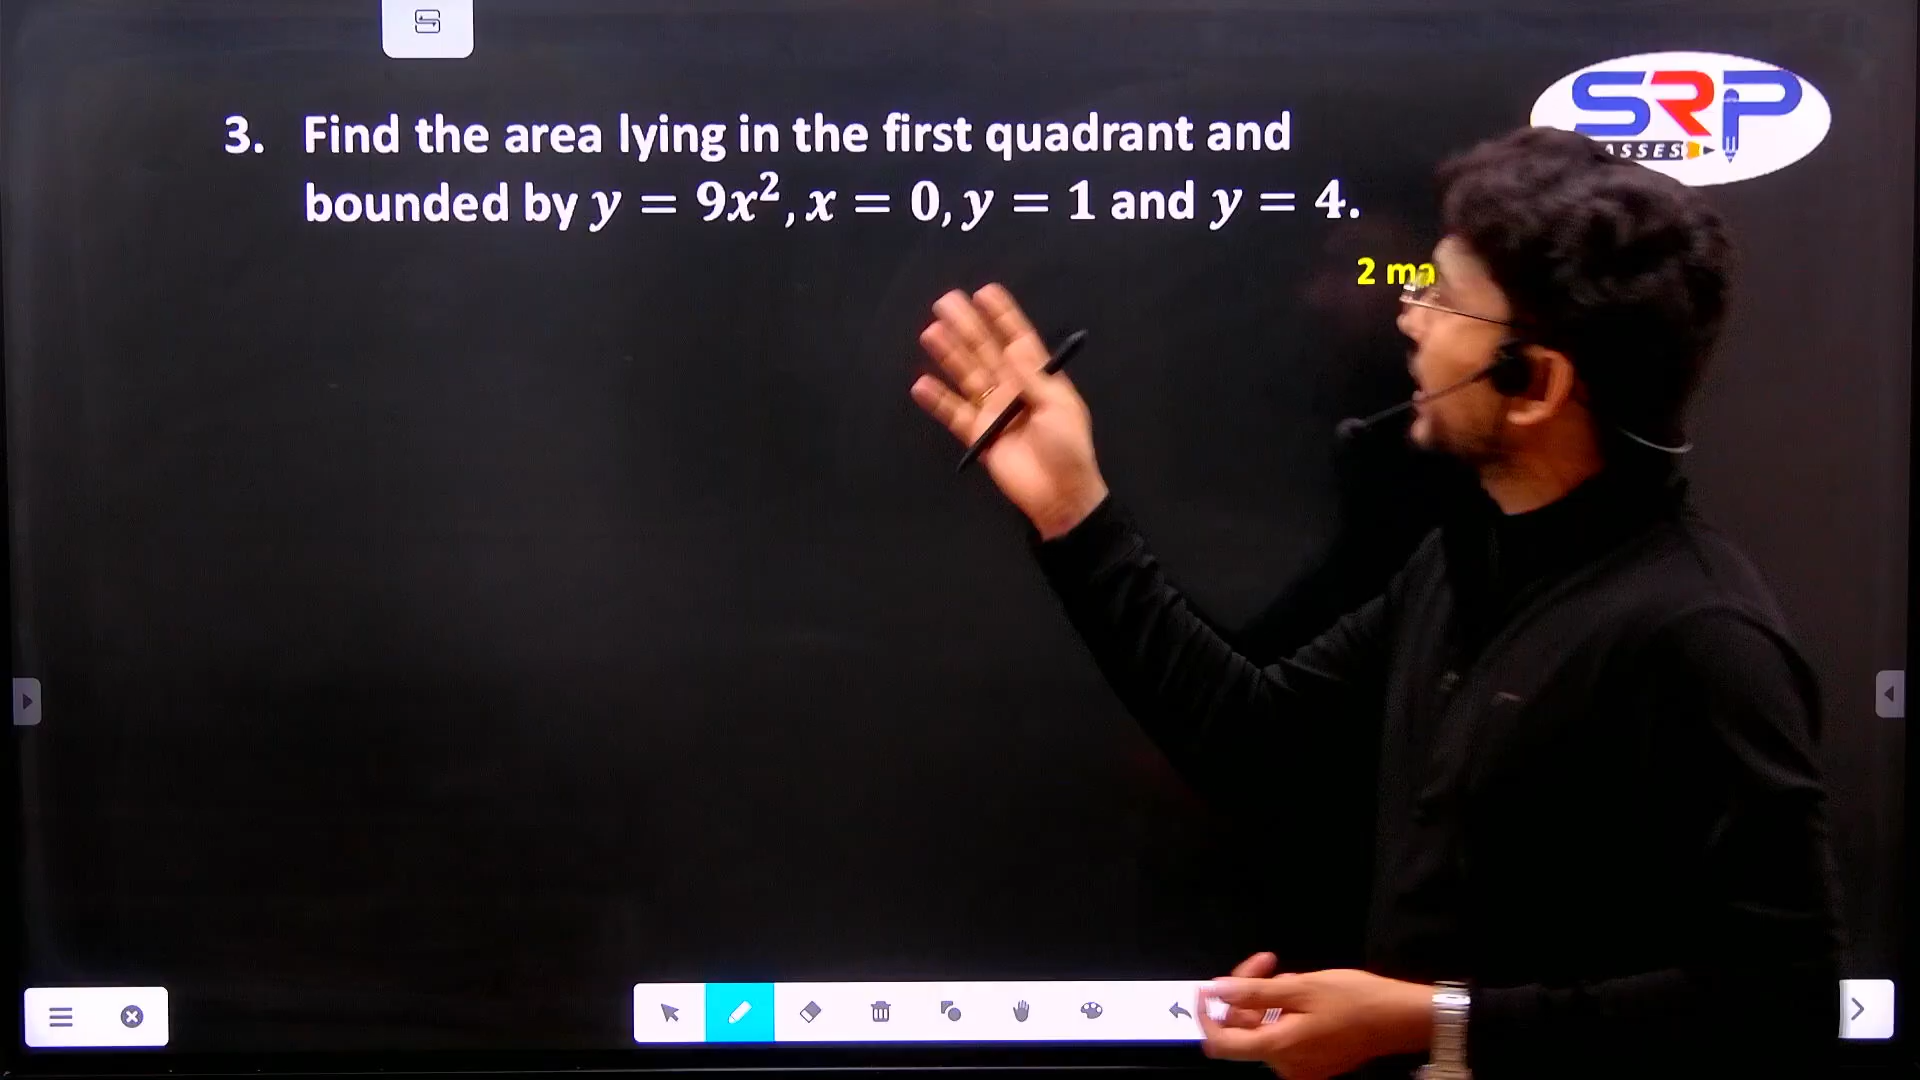 SRP
3. Find the area lying in the first quadrant and
bounded by y = 9x², x = 0, y = 1 and y = 4.
2